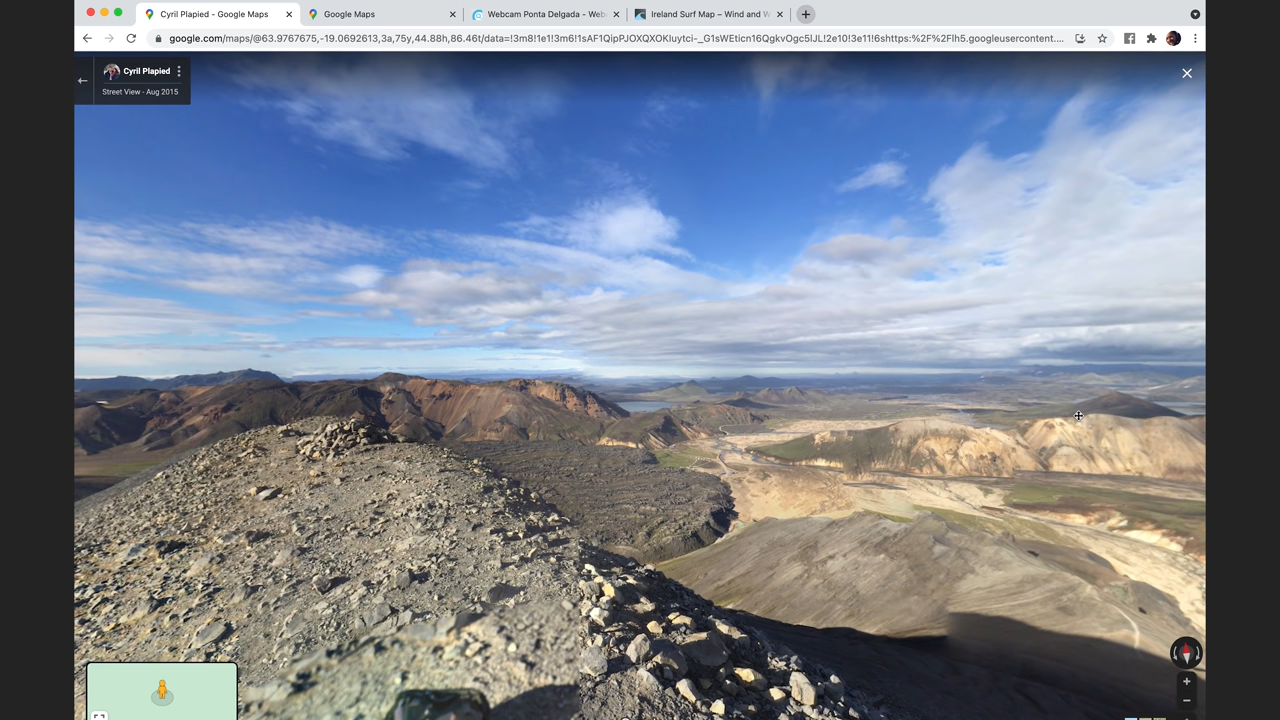 Cyril Plapied - Google Maps
Google Maps
Webcam Ponta Delgada - Web
Ireland Surf Map – Wind and W
google.com/maps/@63.9767675,-19.0692613,3a,75y,44.88h,86.46t/data=!3m8!1e1!3m6!1sAF1QipPJOXQXOKIuytci-_G1sWEticn16QgkvOgc5lJL!2e10!3e11!6shttps:%2F%2Flh5.googleusercontent....
Cyril Plapied
Street View - Aug 2015